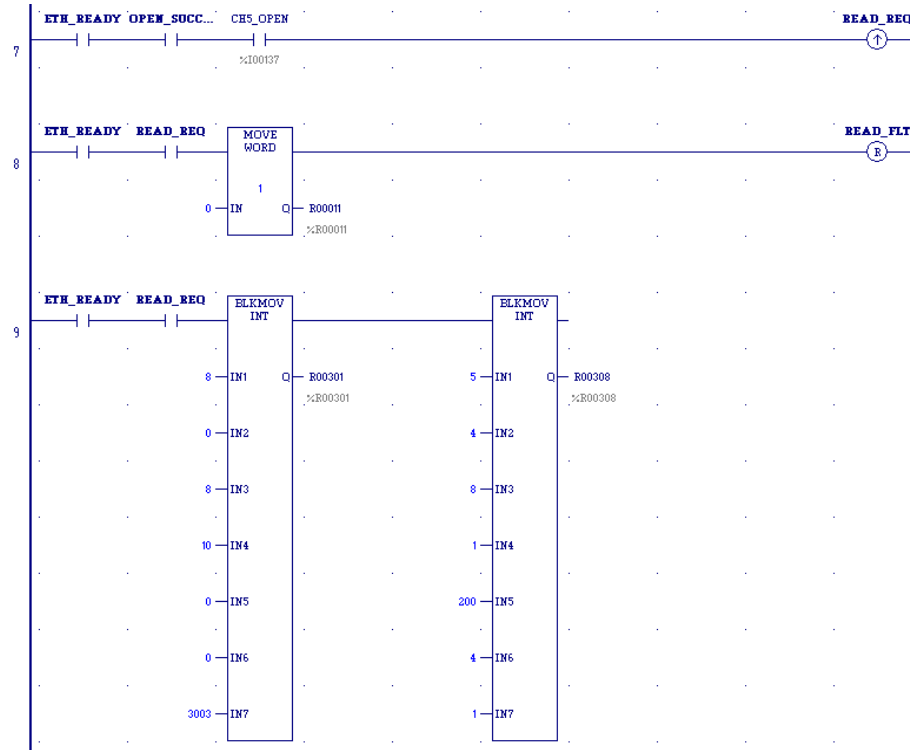 ETH_READY OPEN_SUCC... CH5_OPEN READ_REQ
7
%I00137
ETH_READY READ_REQ MOVE READ_FLT
WORD
8 R
1
0 IN Q R00011
%R00011
ETH_READY READ_REQ BLKMOV BLKMOV
INT INT
9
8 IN1 Q R00301 5 IN1 Q R00308
%R00301 %R00308
0 IN2 4 IN2
8 IN3 8 IN3
10 IN4 1 IN4
0 IN5 200 IN5
0 IN6 4 IN6
3003 IN7 1 IN7